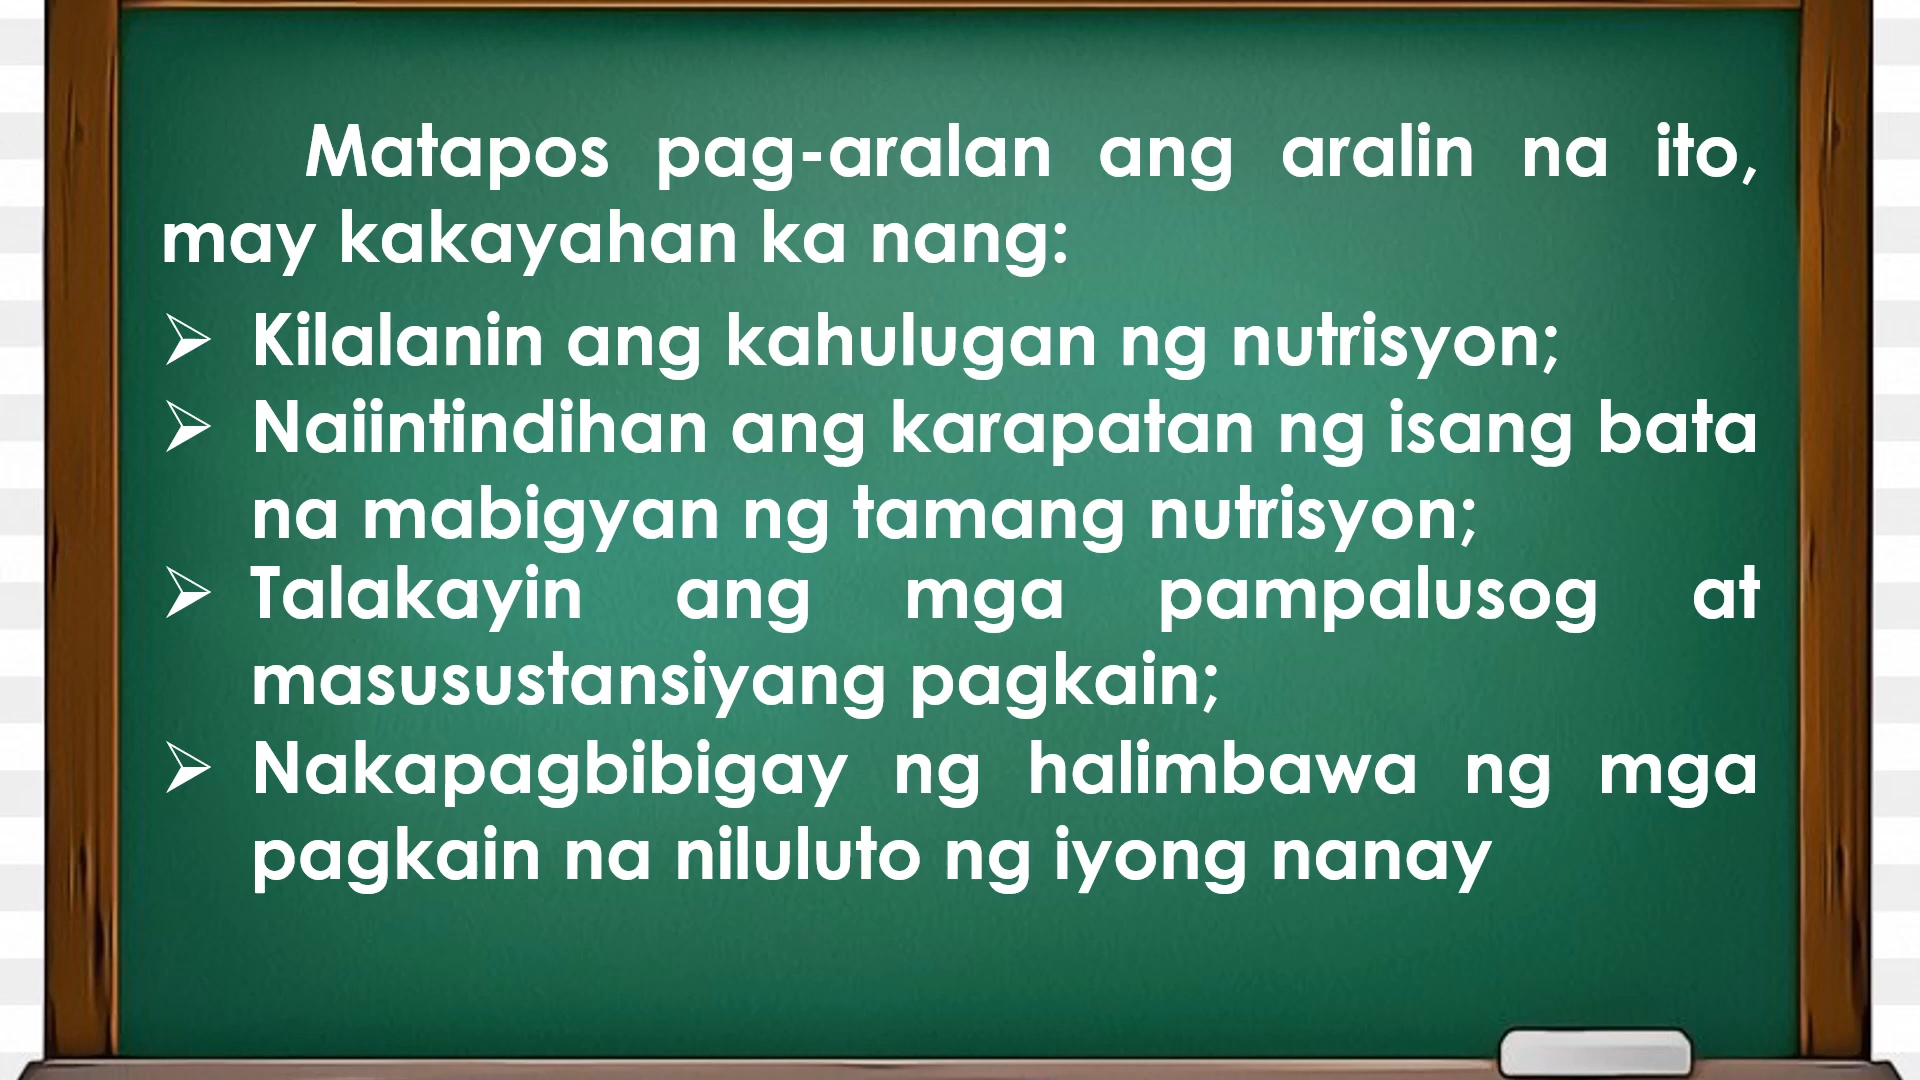 Matapos pag-aralan ang aralin na ito,
may kakayahan ka nang:
➢ Kilalanin ang kahulugan ng nutrisyon;
➢ Naiintindihan ang karapatan ng isang bata
na mabigyan ng tamang nutrisyon;
➢ Talakayin ang mga pampalusog at
masusustansiyang pagkain;
➢ Nakapagbibigay ng halimbawa ng mga
pagkain na niluluto ng iyong nanay